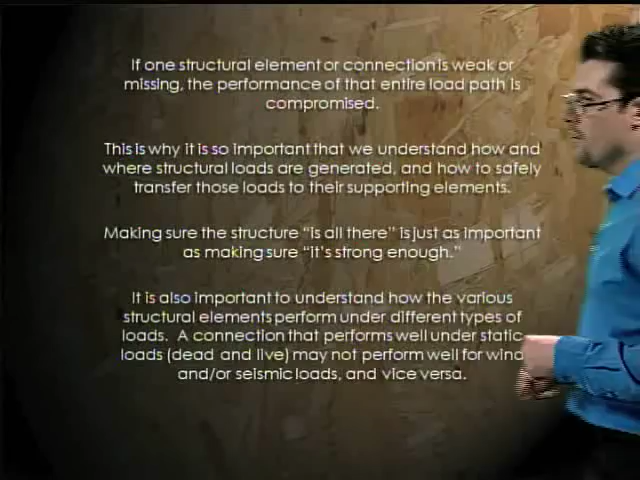 If one structural element or connection is weak or
missing, the performance of that entire load path is
compromised.
This is why it is so important that we understand how and
where structural loads are generated, and how to safely
transfer those loads to their supporting elements.
Making sure the structure “is all there” is just as important
as making sure “it’s strong enough.”
It is also important to understand how the various
structural elements perform under different types of
loads. A connection that performs well under static
loads (dead and live) may not perform well for wind
and/or seismic loads, and vice versa.